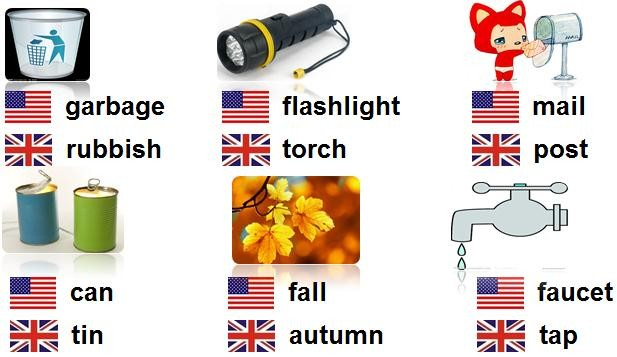 garbage
rubbish
flashlight
torch
mail
post
can
tin
fall
autumn
faucet
tap